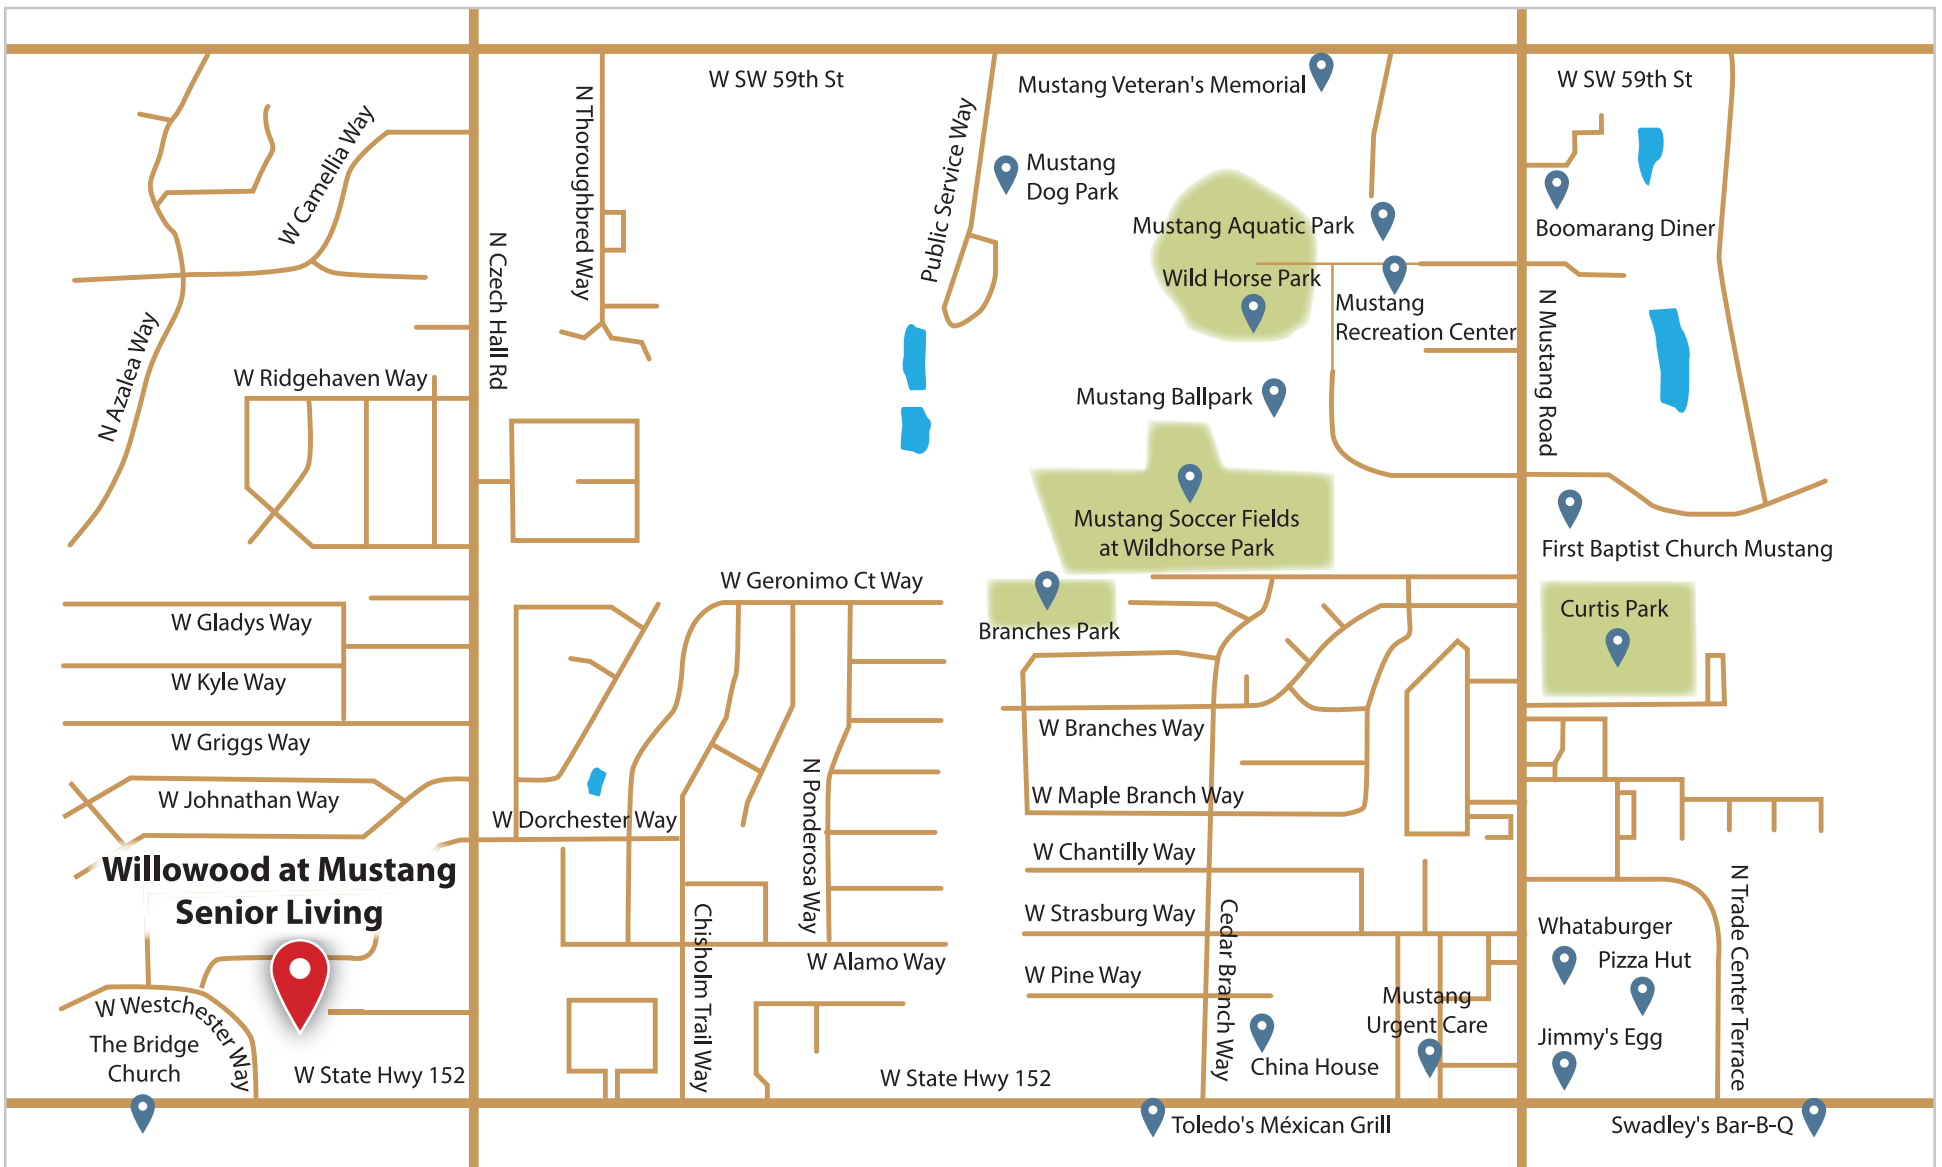 W SW 59th St
Mustang Veteran's Memorial
W SW 59th St
N Thoroughbred Way
Public Service Way
W Camellia Way
Mustang
Dog Park
Mustang Aquatic Park
Boomarang Diner
N Czech Hall Rd
Wild Horse Park
Mustang
Recreation Center
N Mustang Road
N Azalea Way
W Ridgehaven Way
Mustang Ballpark
Mustang Soccer Fields
at Wildhorse Park
First Baptist Church Mustang
W Geronimo Ct Way
Curtis Park
W Gladys Way
Branches Park
W Kyle Way
W Griggs Way
W Branches Way
W Johnathan Way
W Maple Branch Way
W Dorchester Way
N Ponderosa Way
W Chantilly Way
Willowood at Mustang
Senior Living
W Strasburg Way
Cedar Branch Way
Chisholm Trail Way
N Trade Center Terrace
Whataburger
W Alamo Way
Pizza Hut
W Pine Way
W Westchester Way
Mustang
Urgent Care
The Bridge
Church
Jimmy's Egg
China House
W State Hwy 152
W State Hwy 152
Toledo's Méxican Grill
Swadley's Bar-B-Q